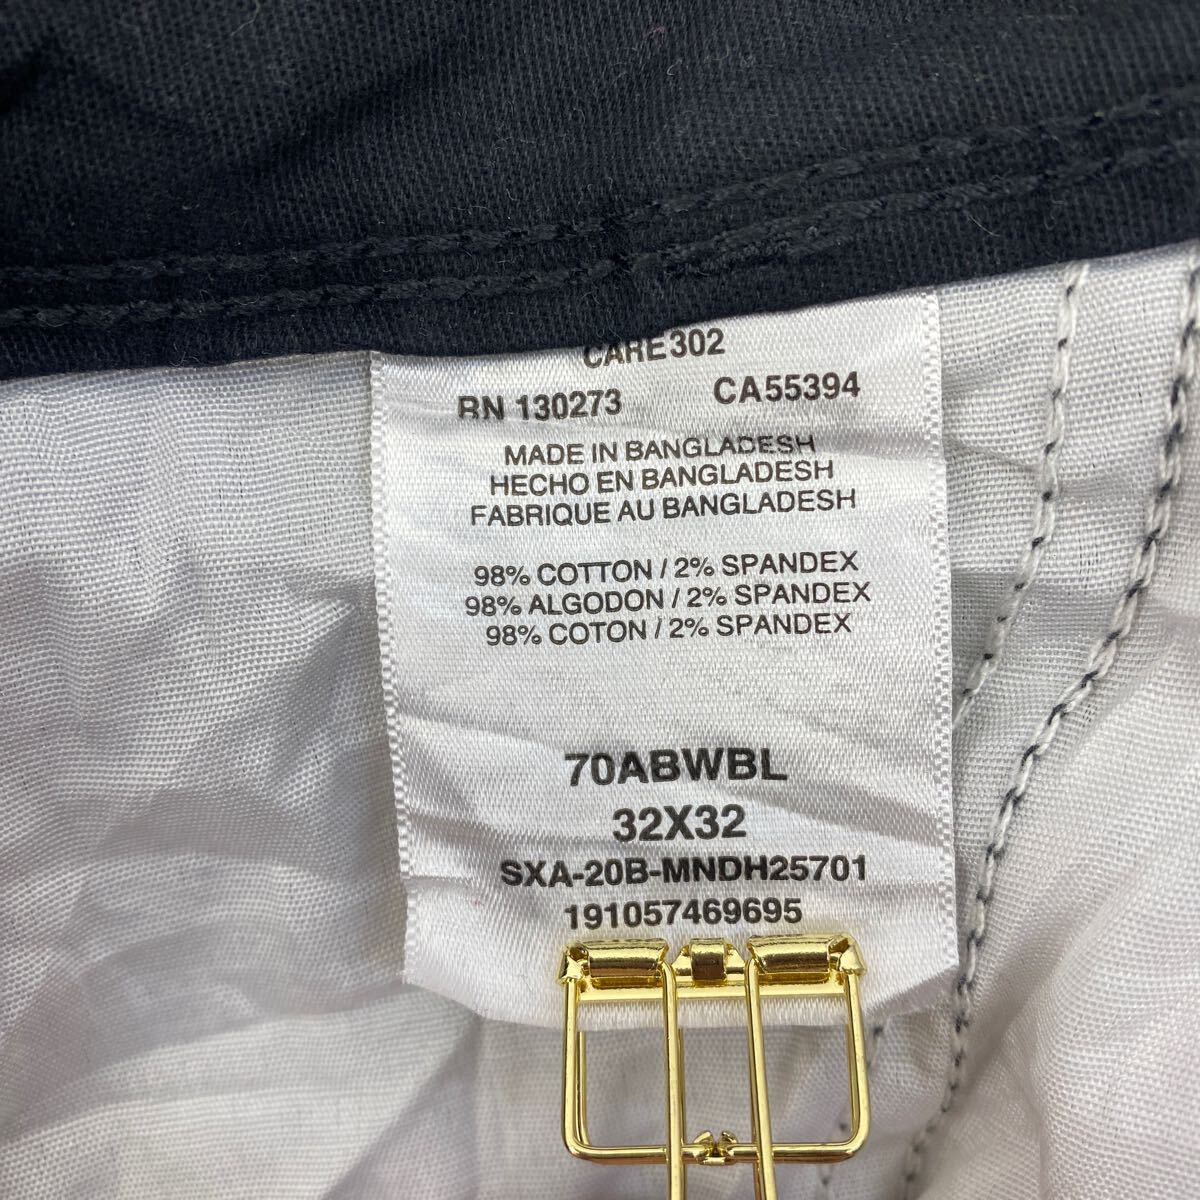 CARE302
RN 130273 CA55394
MADE IN BANGLADESH
HECHO EN BANGLADESH
FABRIQUE AU BANGLADESH
98% COTTON / 2% SPANDEX
98% ALGODON / 2% SPANDEX
98% COTON / 2% SPANDEX
70ABWBL
32X32
SXA-20B-MNDH25701
191057469695